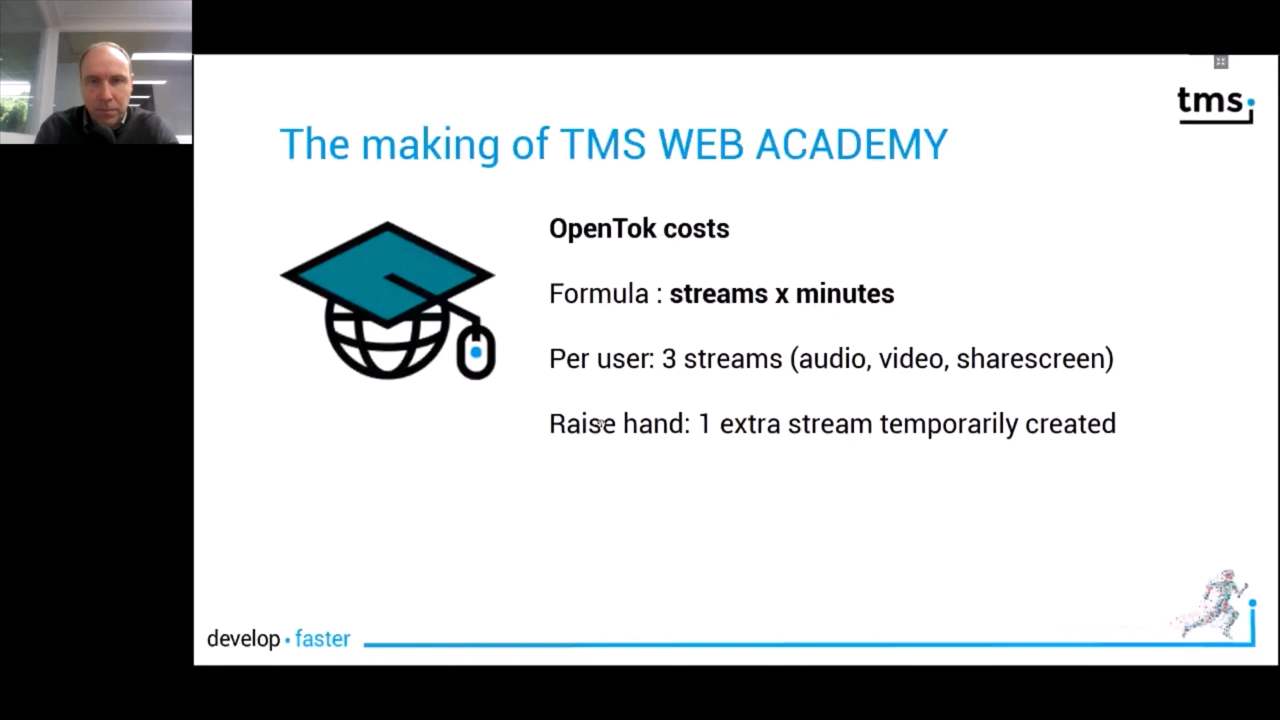 tms
The making of TMS WEB ACADEMY
OpenTok costs
Formula : streams x minutes
Per user: 3 streams (audio, video, sharescreen)
Raise hand: 1 extra stream temporarily created
develop • faster